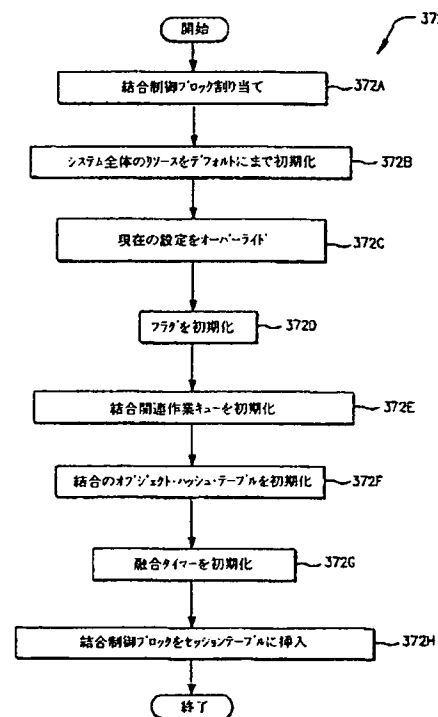 開始
372
結合制御ブロック割り当て
372A
システム全体のリソースをデフォルトにまで初期化
372B
現在の設定をオーバーライド
372C
フラグを初期化
372D
結合関連作業キューを初期化
372E
結合のオブジェクト・ハッシュ・テーブルを初期化
372F
融合タイマーを初期化
372G
結合制御ブロックをセッションテーブルに挿入
372H
終了